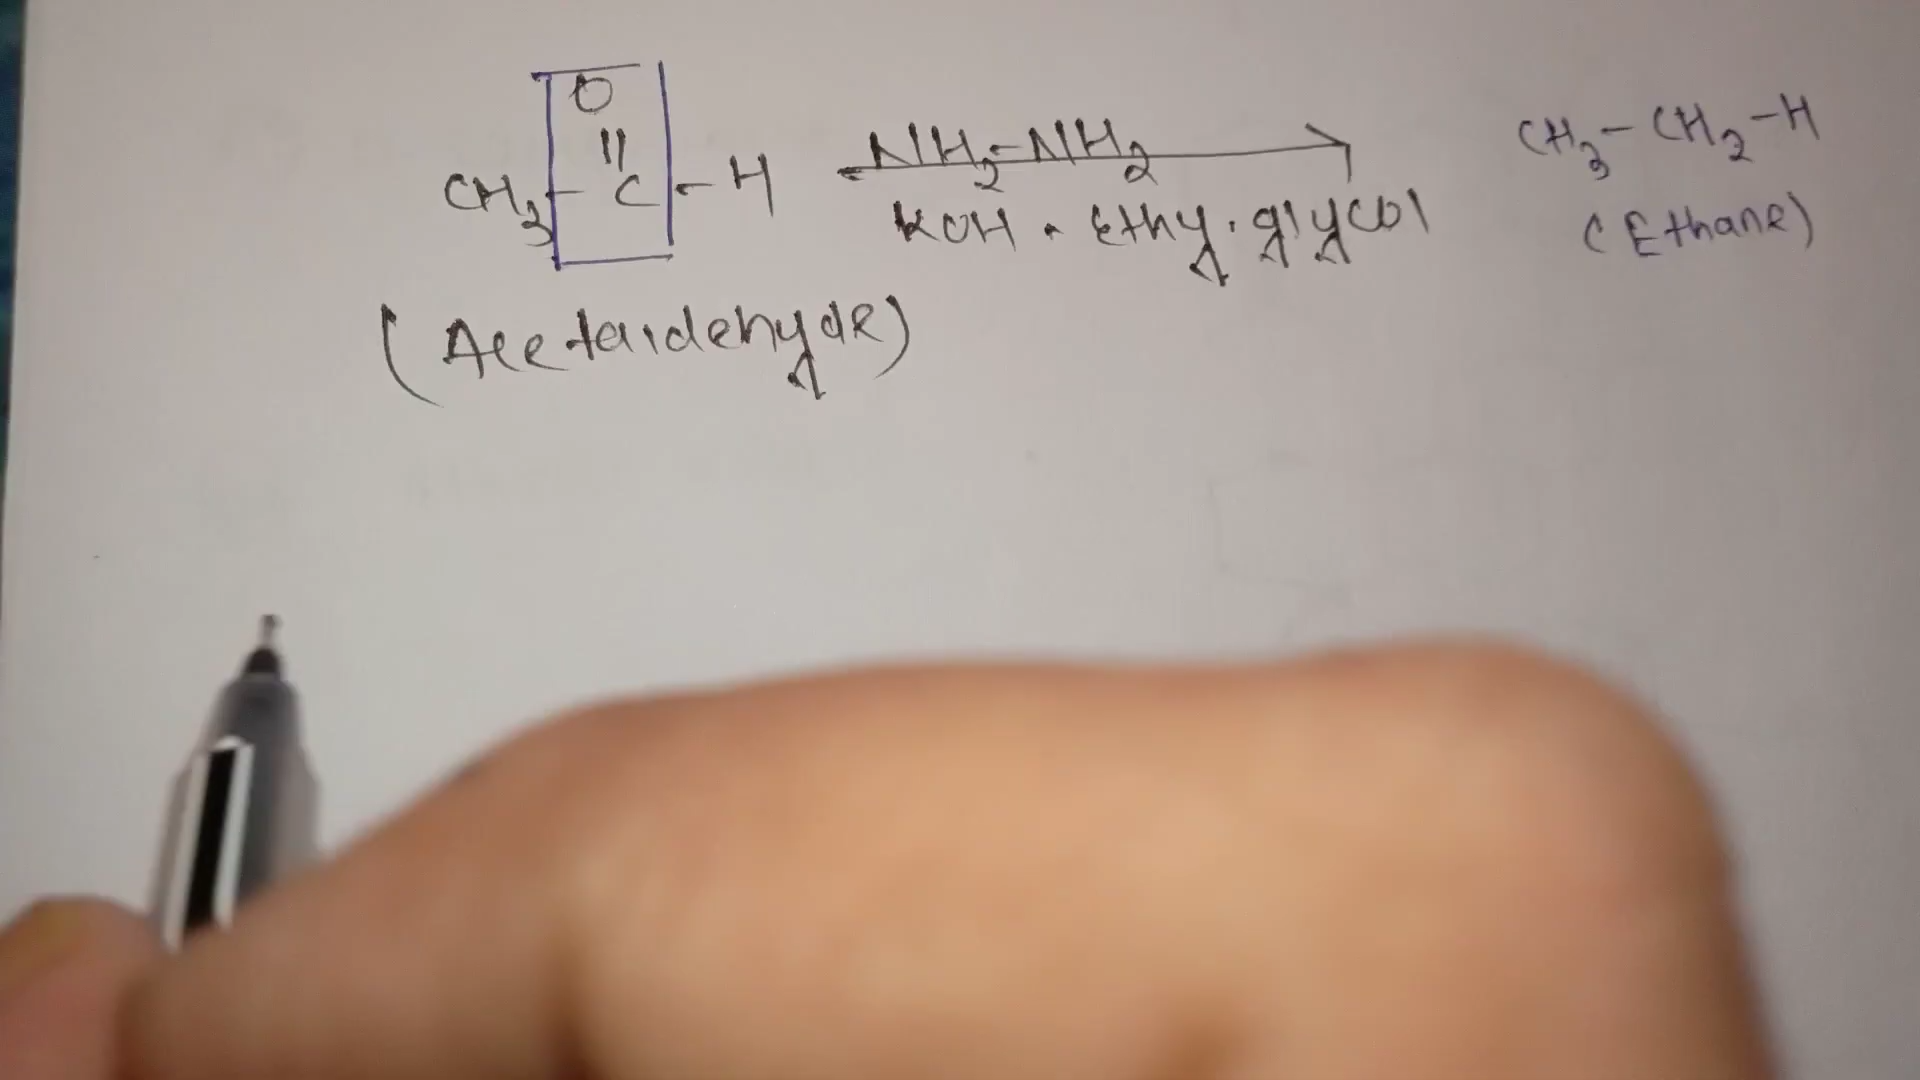 O
||
CH3 - C - H NH2-NH2 CH3 - CH2 - H
KOH . Ethy. glycol (Ethane)
(Acetaldehyde)